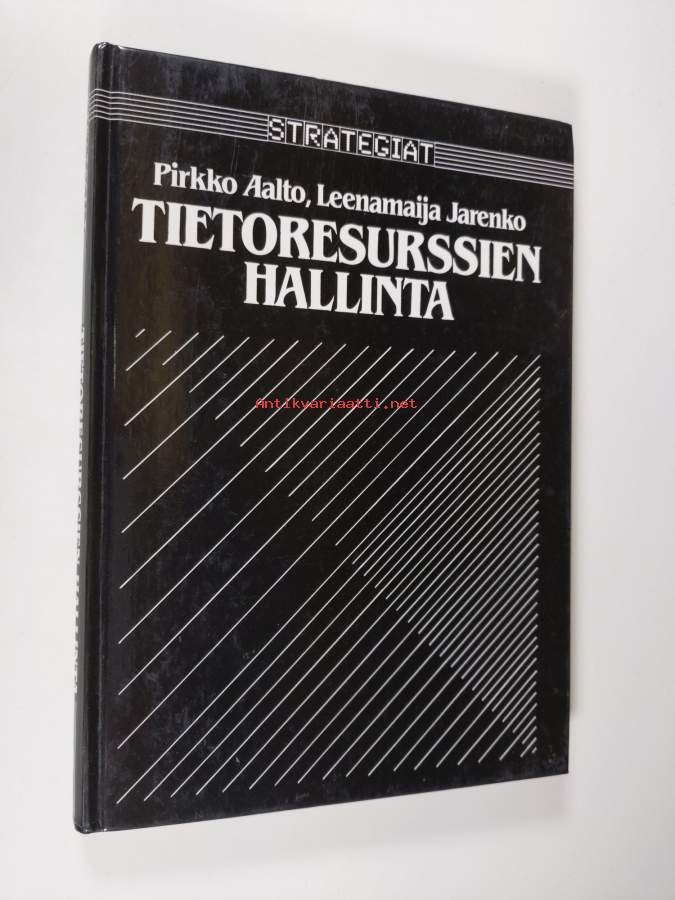 STRATEGIAT
Pirkko Aalto, Leenamaija Jarenko
TIETORESURSSIEN
HALLINTA
Antikvariaatti.net